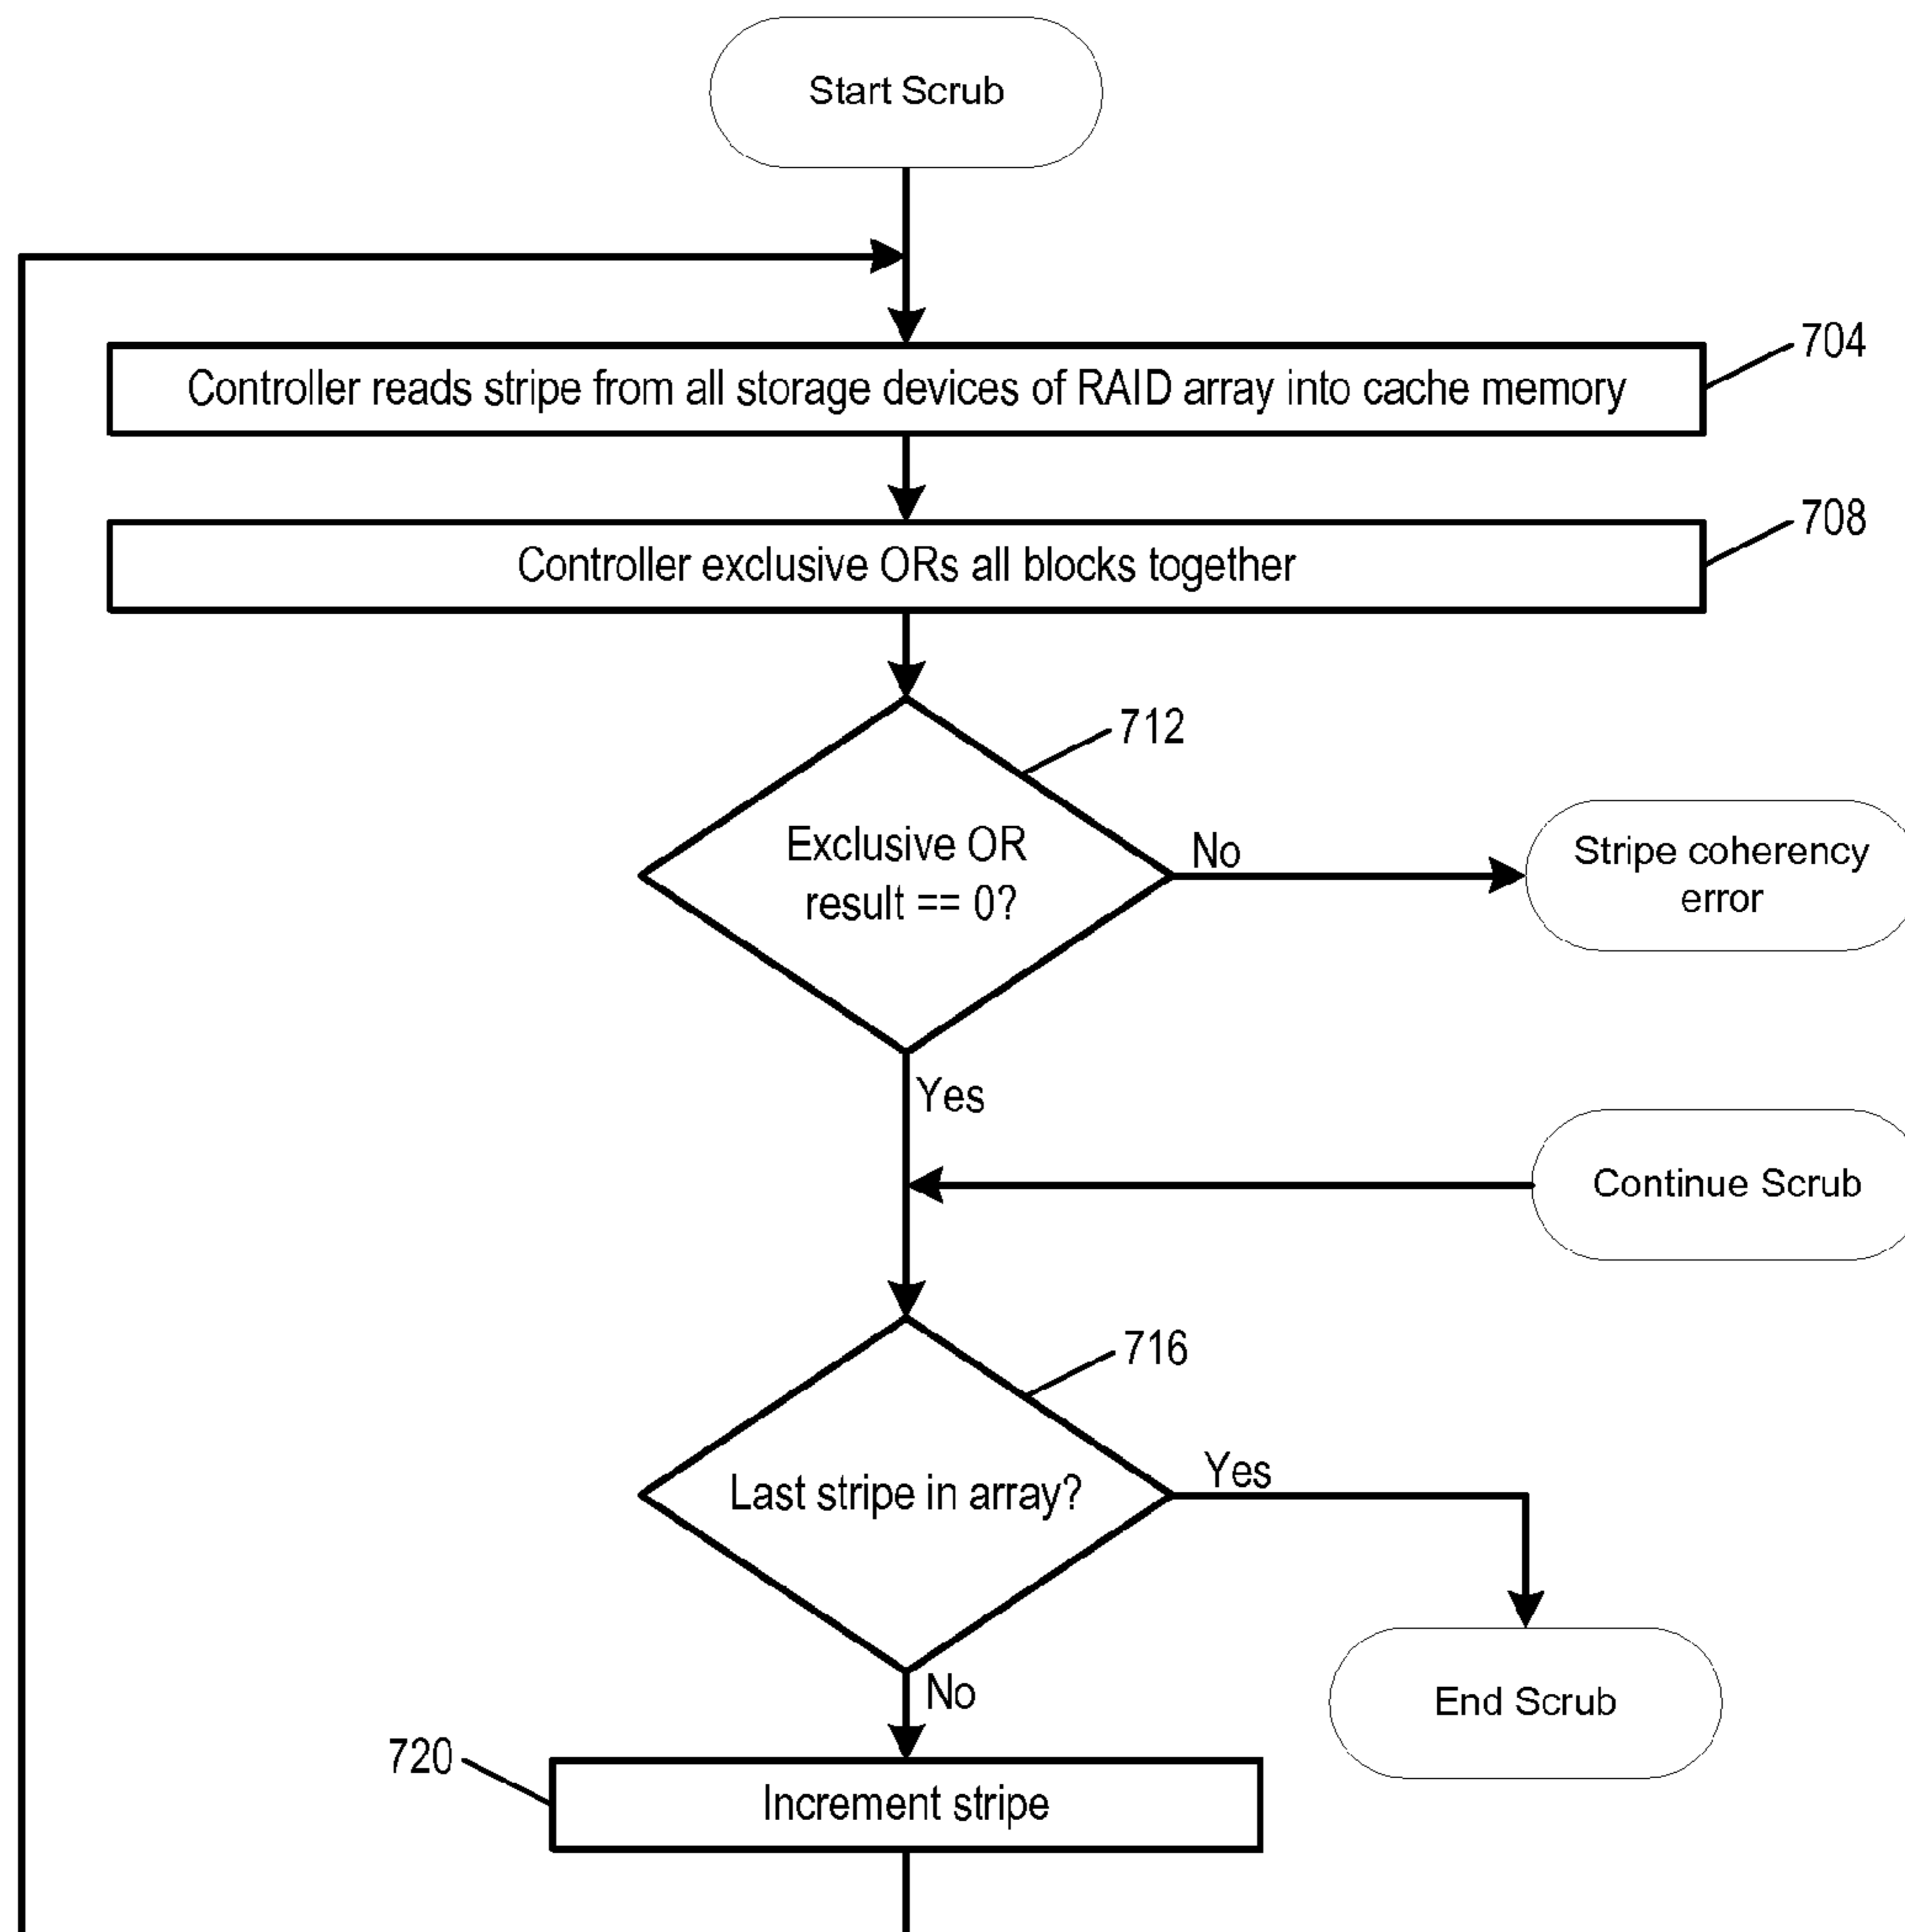 Start Scrub
704
Controller reads stripe from all storage devices of RAID array into cache memory
708
Controller exclusive ORs all blocks together
712
Exclusive OR
result == 0?
No
Stripe coherency
error
Yes
Continue Scrub
716
Last stripe in array?
Yes
No
End Scrub
720
Increment stripe